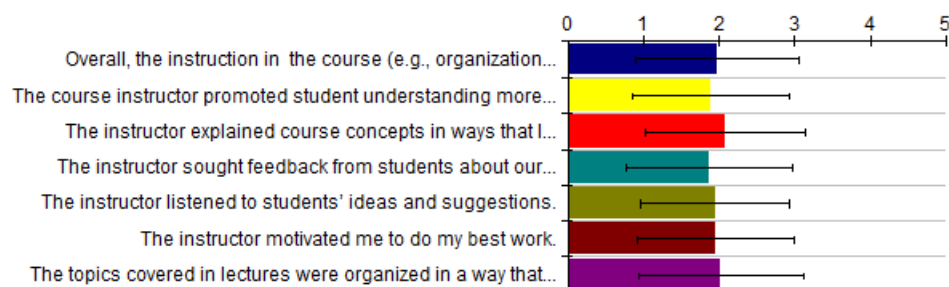 0 1 2 3 4 5
Overall, the instruction in the course (e.g., organization...
The course instructor promoted student understanding more...
The instructor explained course concepts in ways that I...
The instructor sought feedback from students about our...
The instructor listened to students' ideas and suggestions.
The instructor motivated me to do my best work.
The topics covered in lectures were organized in a way that...